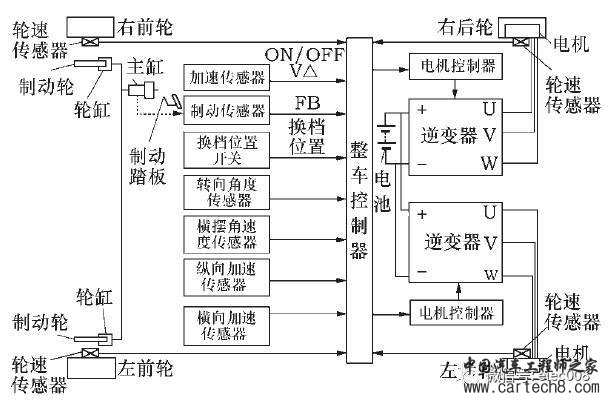 轮速
传感器
右前轮
制动轮
轮缸
主缸
制动
踏板
ON/OFF
V△
加速传感器
制动传感器
FB
换档位置
开关
换档
位置
转向角度
传感器
横摆角速
度传感器
纵向加速
传感器
横向加速
传感器
整车控制器
右后轮
电机
轮速
传感器
电机控制器
+
−
逆变器
U
V
W
电池
+
−
逆变器
U
V
W
电机控制器
轮缸
制动轮
轮速
传感器
左前轮
轮速
传感器
电机
中国汽车工程师之家
www.cartech8.com